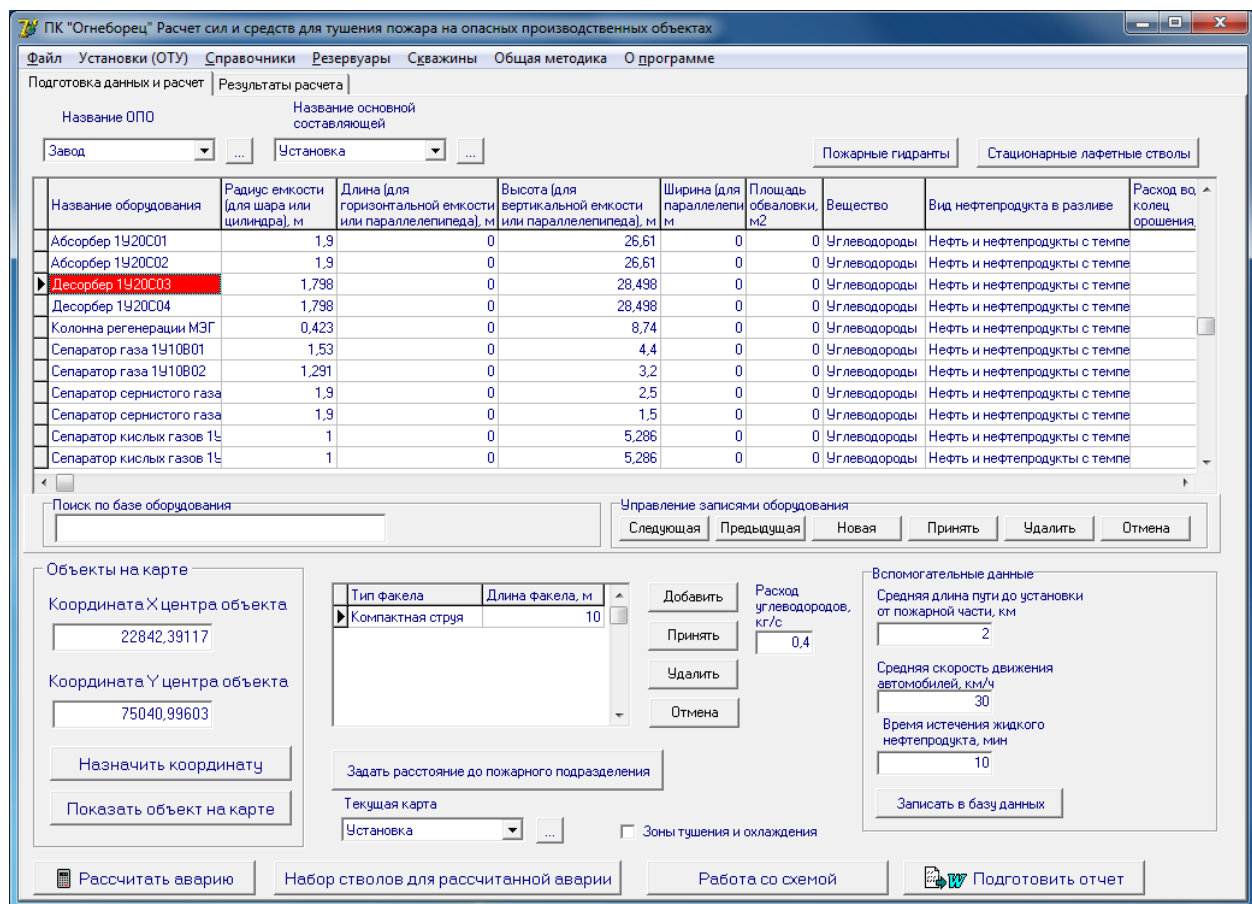 ПК "Огнеборец" Расчет сил и средств для тушения пожара на опасных производственных объектах
Файл Установки (ОТУ) Справочники Резервуары Скважины Общая методика О программе
Подготовка данных и расчет Результаты расчета
Название ОПО
Название основной
составляющей
Завод ... Установка ... Пожарные гидранты Стационарные лафетные стволы
Название оборудования
Радиус емкости
(для шара или
цилиндра), м
Длина (для
горизонтальной емкости
или параллелепипеда), м
Высота (для
вертикальной емкости
или параллелепипеда), м
Ширина (для
параллелепи
м
Площадь
обваловки,
м2
Вещество
Вид нефтепродукта в разливе
Расход во,
колец
орошения,
Абсорбер 1У20С01 1,9 0 26,61 0 0 Углеводороды Нефть и нефтепродукты с темпе
Абсорбер 1У20С02 1,9 0 26,61 0 0 Углеводороды Нефть и нефтепродукты с темпе
Десорбер 1У20С03 1,798 0 28,498 0 0 Углеводороды Нефть и нефтепродукты с темпе
Десорбер 1У20С04 1,798 0 28,498 0 0 Углеводороды Нефть и нефтепродукты с темпе
Колонна регенерации МЭГ 0,423 0 8,74 0 0 Углеводороды Нефть и нефтепродукты с темпе
Сепаратор газа 1У10В01 1,53 0 4,4 0 0 Углеводороды Нефть и нефтепродукты с темпе
Сепаратор газа 1У10В02 1,291 0 3,2 0 0 Углеводороды Нефть и нефтепродукты с темпе
Сепаратор сернистого газа 1,9 0 2,5 0 0 Углеводороды Нефть и нефтепродукты с темпе
Сепаратор сернистого газа 1,9 0 1,5 0 0 Углеводороды Нефть и нефтепродукты с темпе
Сепаратор кислых газов 1У 1 0 5,286 0 0 Углеводороды Нефть и нефтепродукты с темпе
Сепаратор кислых газов 1У 1 0 5,286 0 0 Углеводороды Нефть и нефтепродукты с темпе
Поиск по базе оборудования
Управление записями оборудования
Следующая Предыдущая Новая Принять Удалить Отмена
Объекты на карте
Координата X центра объекта
22842,39117
Координата Y центра объекта
75040,99603
Назначить координату
Показать объект на карте
Тип факела Длина факела, м
Компактная струя 10
Добавить
Принять
Удалить
Отмена
Расход
углеводородов,
кг/с
0,4
Задать расстояние до пожарного подразделения
Текущая карта
Установка ... Зоны тушения и охлаждения
Вспомогательные данные
Средняя длина пути до установки
от пожарной части, км
2
Средняя скорость движения
автомобилей, км/ч
30
Время истечения жидкого
нефтепродукта, мин
10
Записать в базу данных
Рассчитать аварию Набор стволов для рассчитанной аварии Работа со схемой Подготовить отчет